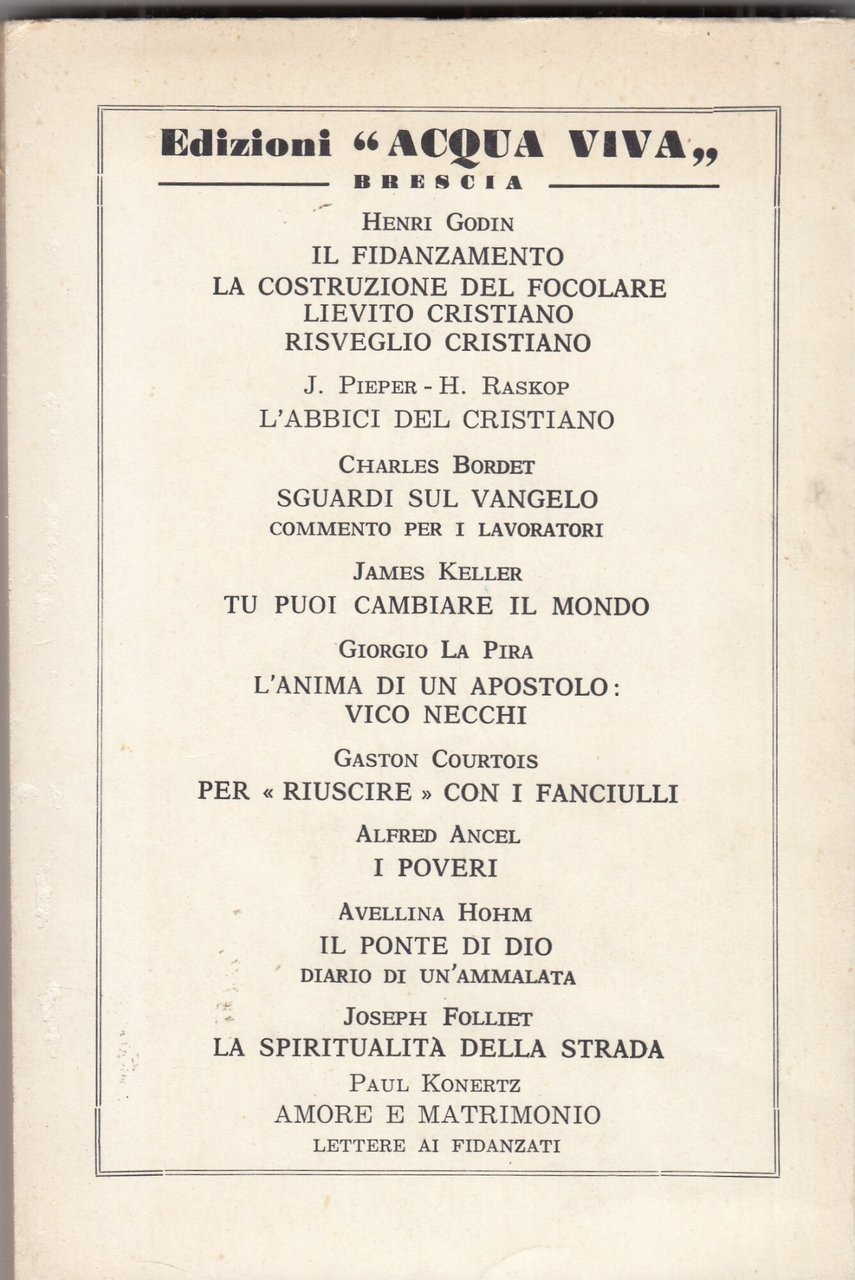 Edizioni “ACQUA VIVA„
BRESCIA
HENRI GODIN
IL FIDANZAMENTO
LA COSTRUZIONE DEL FOCOLARE
LIEVITO CRISTIANO
RISVEGLIO CRISTIANO
J. PIEPER - H. RASKOP
L'ABBICI DEL CRISTIANO
CHARLES BORDET
SGUARDI SUL VANGELO
COMMENTO PER I LAVORATORI
JAMES KELLER
TU PUOI CAMBIARE IL MONDO
GIORGIO LA PIRA
L'ANIMA DI UN APOSTOLO:
VICO NECCHI
GASTON COURTOIS
PER « RIUSCIRE » CON I FANCIULLI
ALFRED ANCEL
I POVERI
AVELLINA HOHM
IL PONTE DI DIO
DIARIO DI UN'AMMALATA
JOSEPH FOLLIET
LA SPIRITUALITÀ DELLA STRADA
PAUL KONERTZ
AMORE E MATRIMONIO
LETTERE AI FIDANZATI